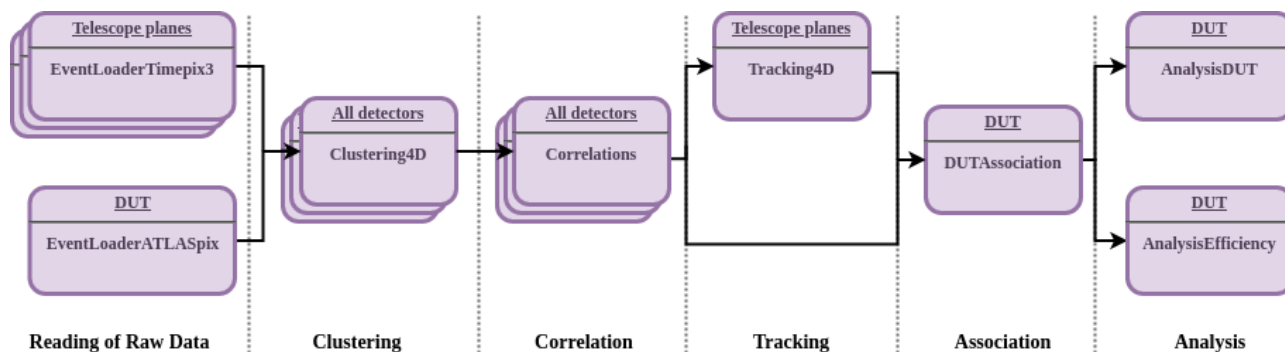 Telescope planes
EventLoaderTimepix3
DUT
EventLoaderATLASpix
All detectors
Clustering4D
All detectors
Correlations
Telescope planes
Tracking4D
DUT
DUTAssociation
DUT
AnalysisDUT
DUT
AnalysisEfficiency
Reading of Raw Data
Clustering
Correlation
Tracking
Association
Analysis